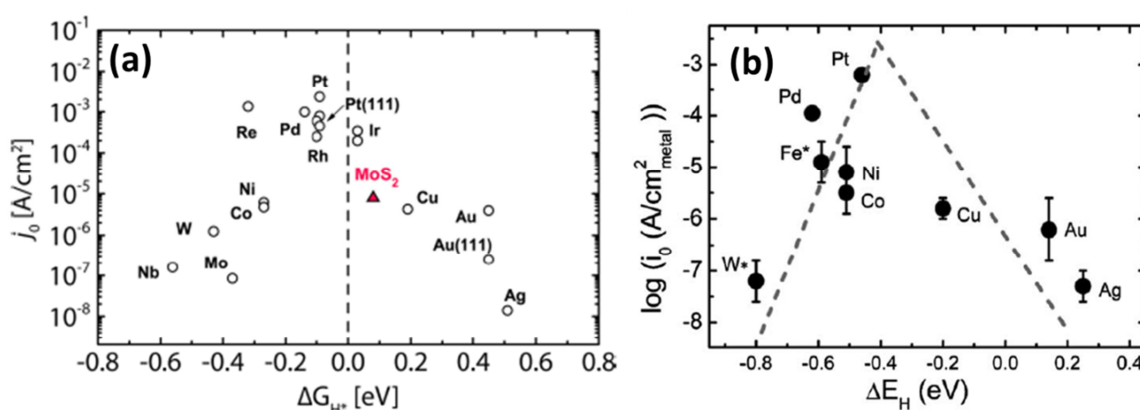 (a)
j₀ [A/cm²]
10⁻¹
10⁻²
10⁻³
10⁻⁴
10⁻⁵
10⁻⁶
10⁻⁷
10⁻⁸
Pt
Pt(111)
Re
Pd
Ir
Rh
MoS₂
Ni
Co
Cu
W
Au
Au(111)
Nb
Mo
Ag
-0.8 -0.6 -0.4 -0.2 0.0 0.2 0.4 0.6 0.8
ΔG_H* [eV]
(b)
log (i₀ (A/cm²metal))
-3
-4
-5
-6
-7
-8
Pt
Pd
Fe*
Ni
Co
Cu
Au
W*
Ag
-0.8 -0.6 -0.4 -0.2 0.0 0.2 0.4
ΔE_H (eV)